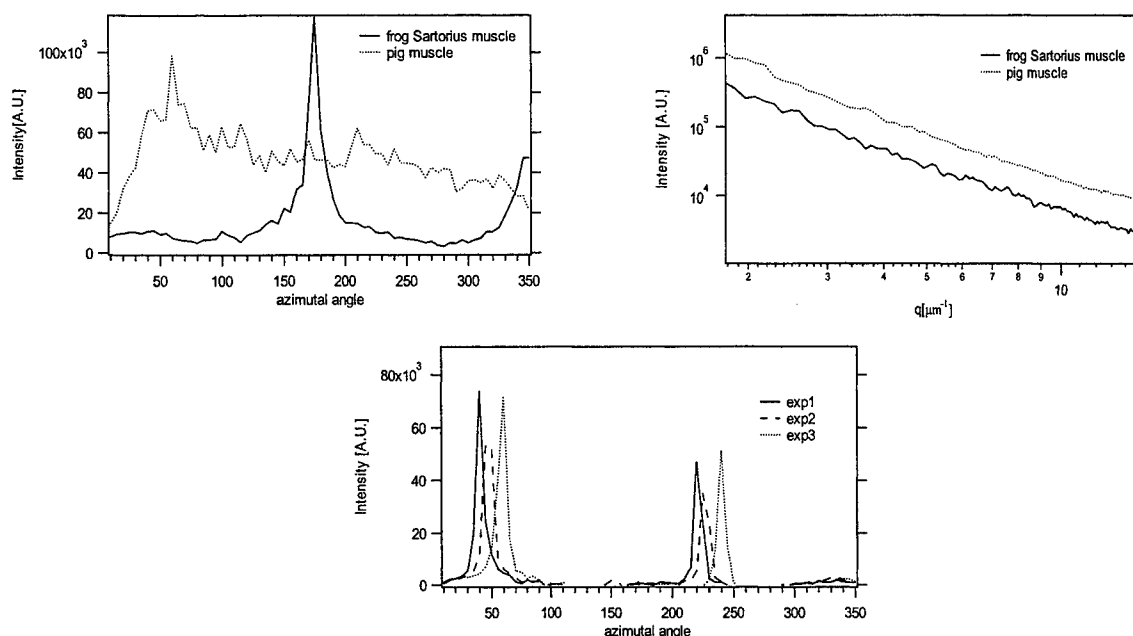 100x10³
80
60
40
20
0
Intensity[A.U.]
frog Sartorius muscle
pig muscle
50 100 150 200 250 300 350
azimutal angle
10⁶
10⁵
10⁴
Intensity [A.U.]
frog Sartorius muscle
pig muscle
2 3 4 5 6 7 8 9 10
q[µm⁻¹]
80x10³
60
40
20
0
Intensity [A.U.]
exp1
exp2
exp3
50 100 150 200 250 300 350
azimutal angle